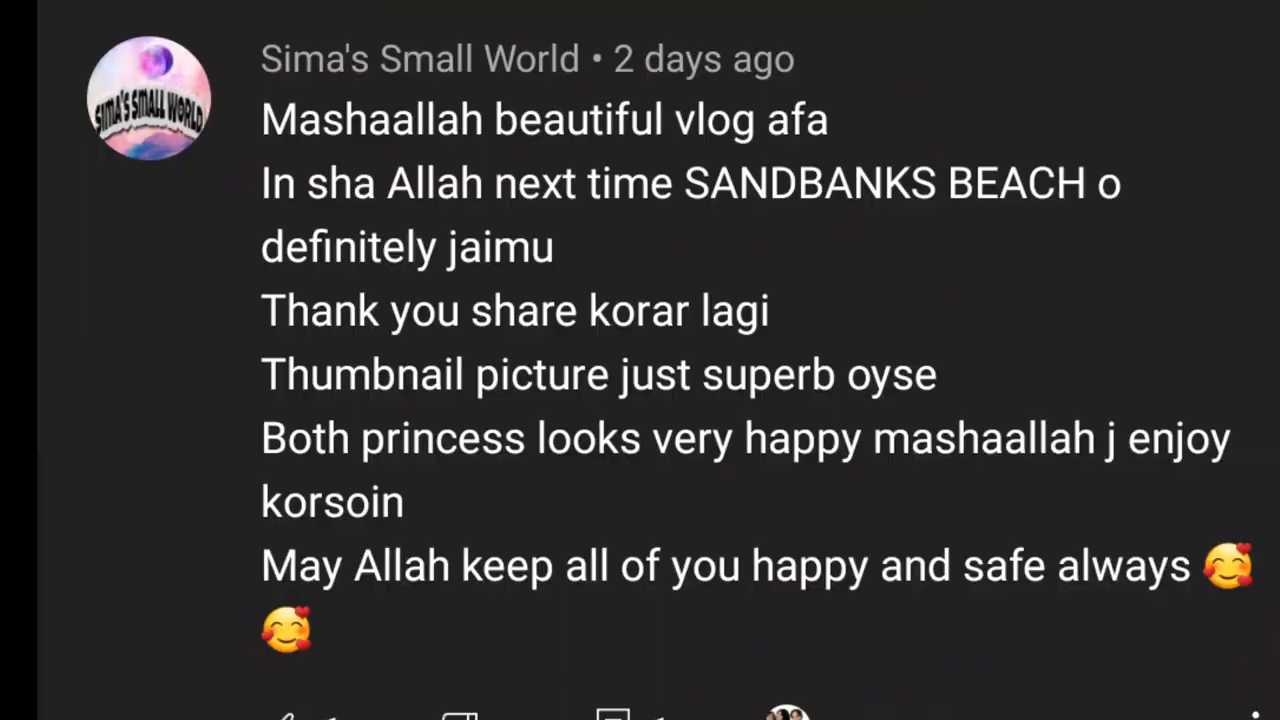 Sima's Small World • 2 days ago
SIMA'S SMALL WORLD
Mashaallah beautiful vlog afa
In sha Allah next time SANDBANKS BEACH o
definitely jaimu
Thank you share korar lagi
Thumbnail picture just superb oyse
Both princess looks very happy mashaallah j enjoy
korsoin
May Allah keep all of you happy and safe always 🥰
🥰